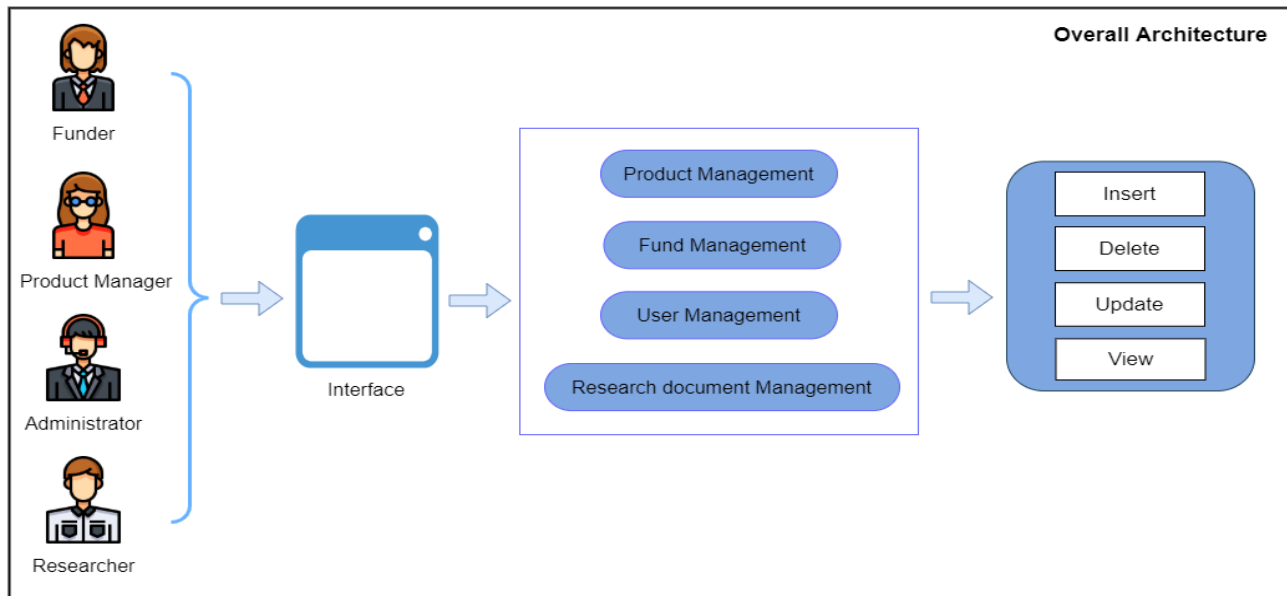 Overall Architecture
Funder
Product Manager
Administrator
Researcher
Interface
Product Management
Fund Management
User Management
Research document Management
Insert
Delete
Update
View